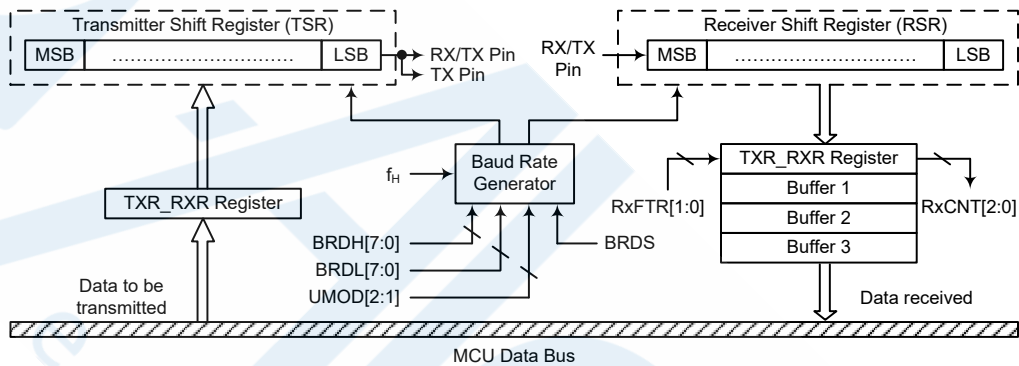 Transmitter Shift Register (TSR)
MSB ............................ LSB
RX/TX Pin
TX Pin
Receiver Shift Register (RSR)
RX/TX
Pin
MSB ............................ LSB
TXR_RXR Register
Data to be
transmitted
fH
Baud Rate
Generator
BRDH[7:0]
BRDL[7:0]
UMOD[2:1]
BRDS
TXR_RXR Register
Buffer 1
Buffer 2
Buffer 3
RxFTR[1:0]
RxCNT[2:0]
Data received
MCU Data Bus